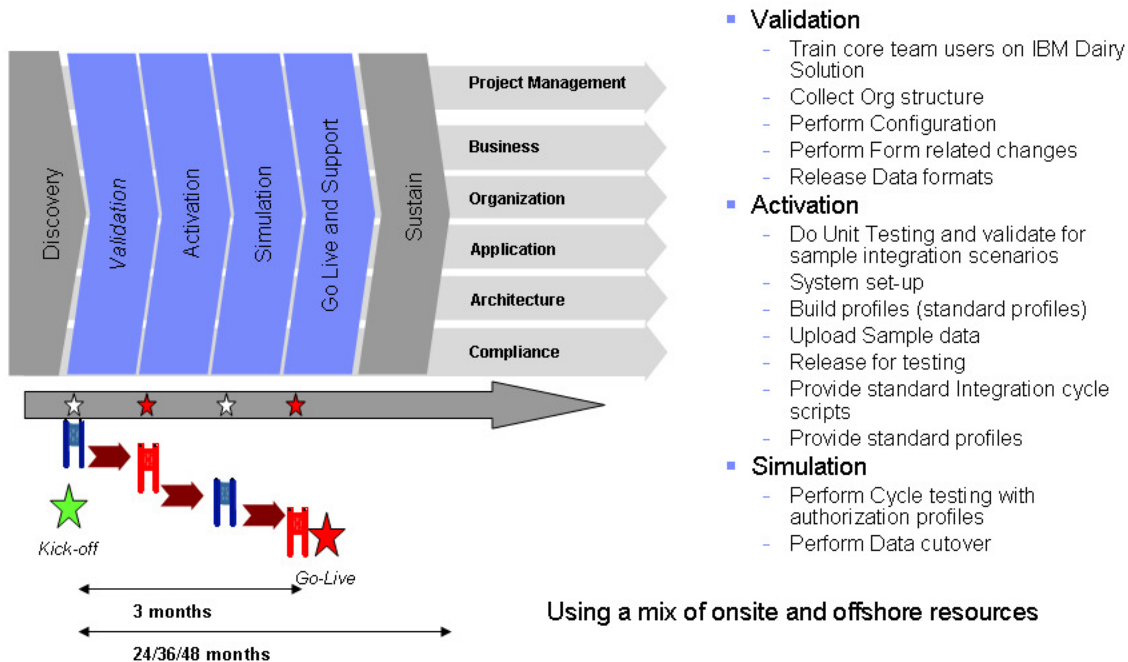 Discovery
Validation
Activation
Simulation
Go Live and Support
Sustain
Project Management
Business
Organization
Application
Architecture
Compliance
Kick-off
Go-Live
3 months
24/36/48 months
Validation
- Train core team users on IBM Dairy
Solution
- Collect Org structure
- Perform Configuration
- Perform Form related changes
- Release Data formats
Activation
- Do Unit Testing and validate for
sample integration scenarios
- System set-up
- Build profiles (standard profiles)
- Upload Sample data
- Release for testing
- Provide standard Integration cycle
scripts
- Provide standard profiles
Simulation
- Perform Cycle testing with
authorization profiles
- Perform Data cutover
Using a mix of onsite and offshore resources